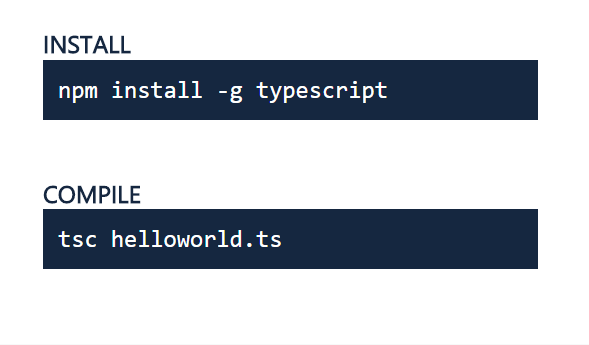 INSTALL
npm install -g typescript
COMPILE
tsc helloworld.ts